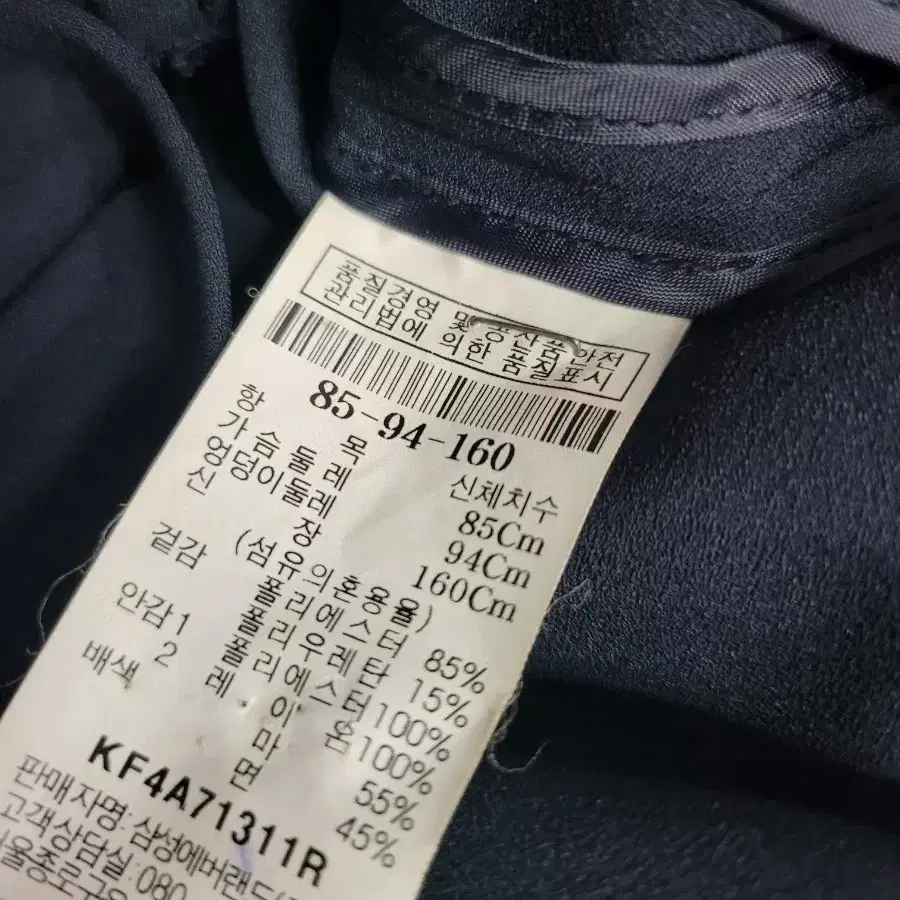 품질경영 및 공산품안전
관리법에 의한 품질표시
85-94-160
항 목 신체치수
가슴둘레 85Cm
엉덩이둘레 94Cm
신 장 160Cm
(섬유의혼용율)
겉감 폴리에스터 85%
폴리우레탄 15%
안감1 폴리에스터 100%
2 레이온 100%
배색 마 55%
면 45%
KF4A71311R
판매자명:삼성에버랜드
고객상담실:080
울종로구